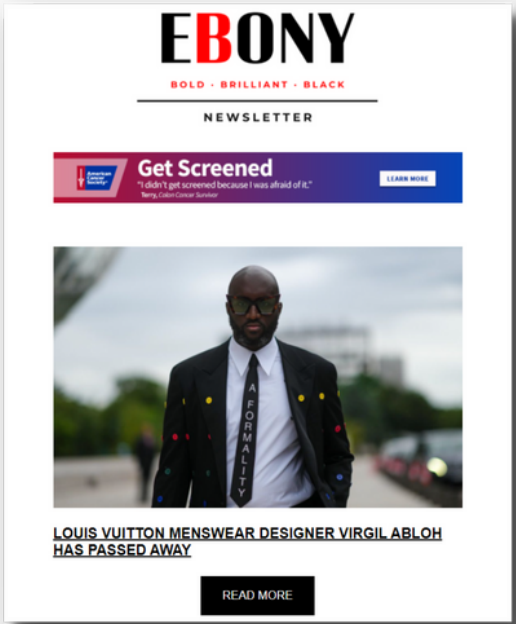 EBONY
BOLD · BRILLIANT · BLACK
NEWSLETTER
American
Cancer
Society
Get Screened
"I didn't get screened because I was afraid of it."
Terry, Colon Cancer Survivor
LEARN MORE
A FORMALITY
LOUIS VUITTON MENSWEAR DESIGNER VIRGIL ABLOH
HAS PASSED AWAY
READ MORE